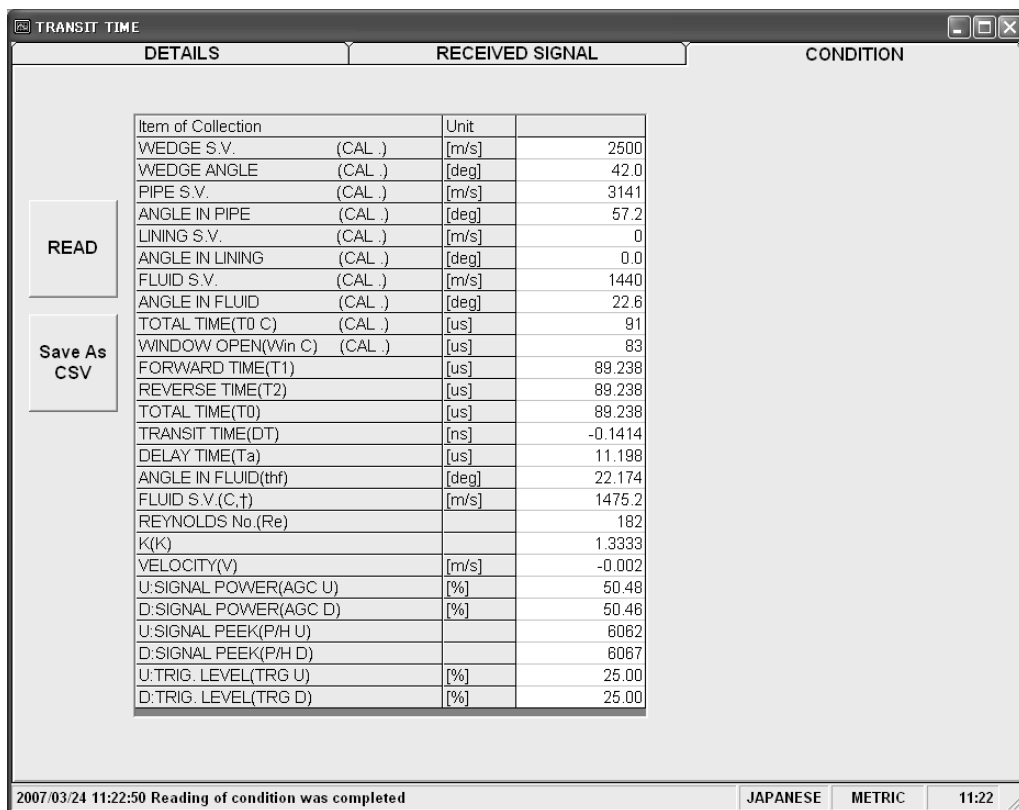 TRANSIT TIME
DETAILS RECEIVED SIGNAL CONDITION
Item of Collection Unit
WEDGE S.V. (CAL .) [m/s] 2500
WEDGE ANGLE (CAL .) [deg] 42.0
PIPE S.V. (CAL .) [m/s] 3141
ANGLE IN PIPE (CAL .) [deg] 57.2
LINING S.V. (CAL .) [m/s] 0
ANGLE IN LINING (CAL .) [deg] 0.0
FLUID S.V. (CAL .) [m/s] 1440
ANGLE IN FLUID (CAL .) [deg] 22.6
TOTAL TIME(T0 C) (CAL .) [us] 91
WINDOW OPEN(Win C) (CAL .) [us] 83
FORWARD TIME(T1) [us] 89.238
REVERSE TIME(T2) [us] 89.238
TOTAL TIME(T0) [us] 89.238
TRANSIT TIME(DT) [ns] -0.1414
DELAY TIME(Ta) [us] 11.198
ANGLE IN FLUID(thf) [deg] 22.174
FLUID S.V.(C,†) [m/s] 1475.2
REYNOLDS No.(Re) 182
K(K) 1.3333
VELOCITY(V) [m/s] -0.002
U:SIGNAL POWER(AGC U) [%] 50.48
D:SIGNAL POWER(AGC D) [%] 50.46
U:SIGNAL PEEK(P/H U) 6062
D:SIGNAL PEEK(P/H D) 6067
U:TRIG. LEVEL(TRG U) [%] 25.00
D:TRIG. LEVEL(TRG D) [%] 25.00
READ
Save As
CSV
2007/03/24 11:22:50 Reading of condition was completed JAPANESE METRIC 11:22